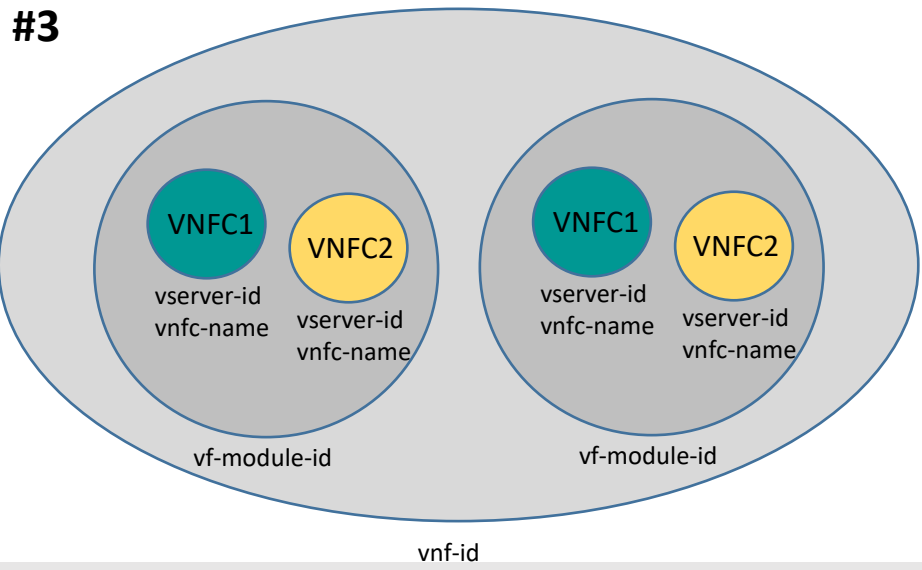 #3
VNFC1
vserver-id
vnfc-name
VNFC2
vserver-id
vnfc-name
vf-module-id
VNFC1
vserver-id
vnfc-name
VNFC2
vserver-id
vnfc-name
vf-module-id
vnf-id